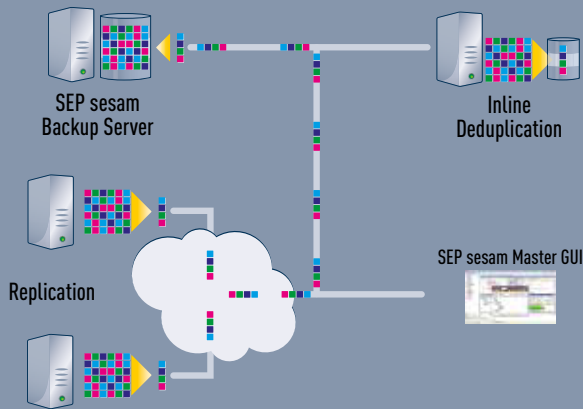 SEP sesam
Backup Server
Inline
Deduplication
SEP sesam Master GUI
Replication